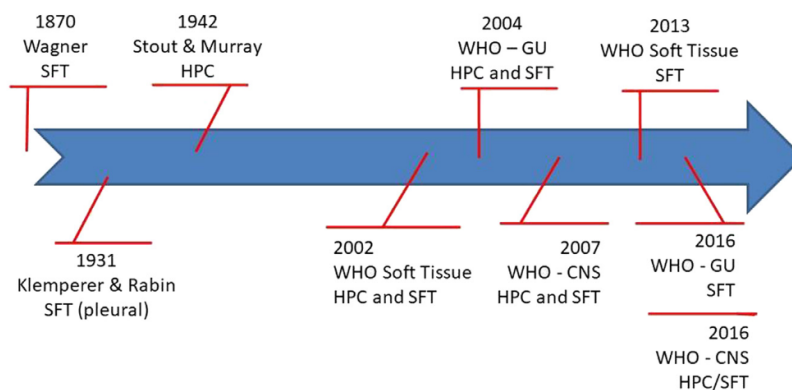 1870
Wagner
SFT
1942
Stout & Murray
HPC
2004
WHO – GU
HPC and SFT
2013
WHO Soft Tissue
SFT
1931
Klemperer & Rabin
SFT (pleural)
2002
WHO Soft Tissue
HPC and SFT
2007
WHO - CNS
HPC and SFT
2016
WHO - GU
SFT
2016
WHO - CNS
HPC/SFT